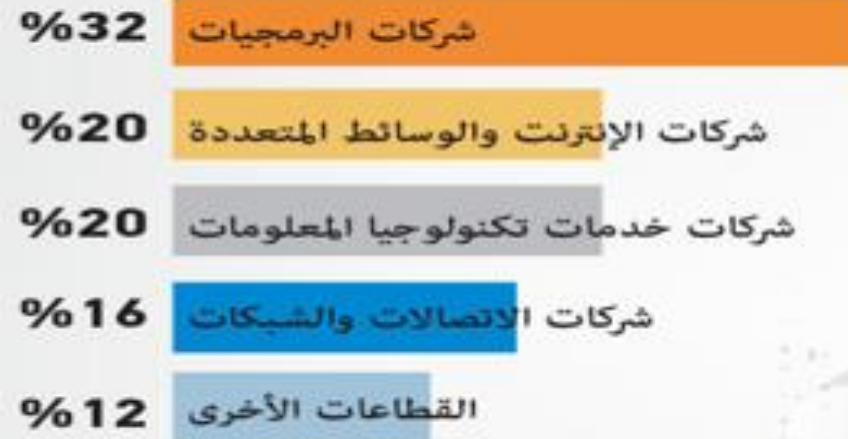 %32 شركات البرمجيات
%20 شركات الإنترنت والوسائط المتعددة
%20 شركات خدمات تكنولوجيا المعلومات
%16 شركات الاتصالات والشبكات
%12 القطاعات الأخرى